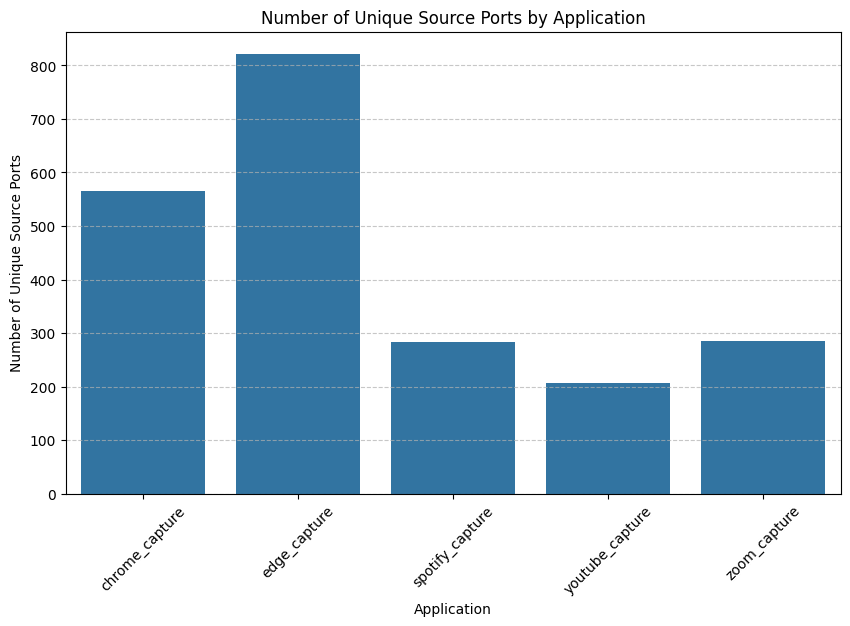 Number of Unique Source Ports by Application
Number of Unique Source Ports
800
700
600
500
400
300
200
100
0
chrome_capture
edge_capture
spotify_capture
youtube_capture
zoom_capture
Application